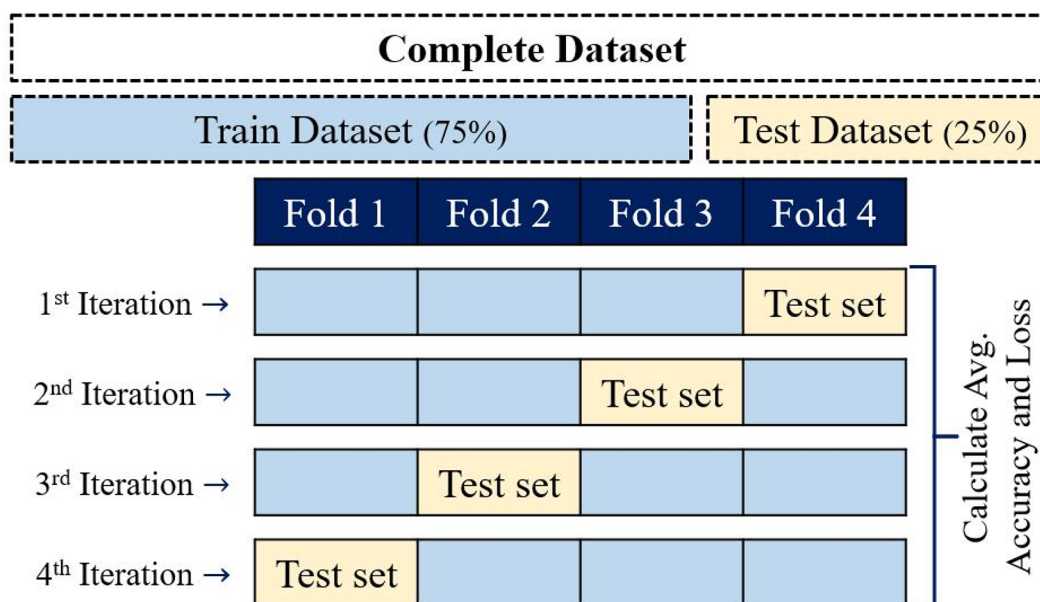 Complete Dataset
Train Dataset (75%) Test Dataset (25%)
Fold 1 Fold 2 Fold 3 Fold 4
1st Iteration → Test set
2nd Iteration → Test set
3rd Iteration → Test set
4th Iteration → Test set
Calculate Avg.
Accuracy and Loss